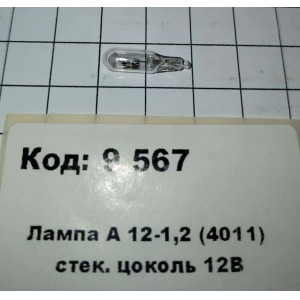 Код: 9 567
Лампа А 12-1,2 (4011)
стек. цоколь 12В